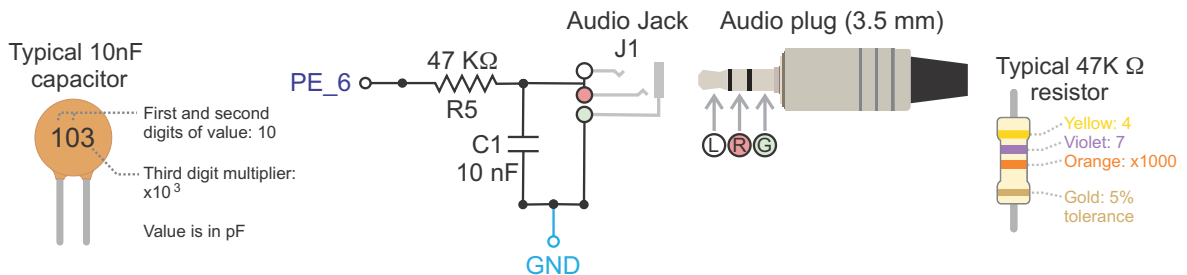 Typical 10nF
capacitor
103
First and second
digits of value: 10
Third digit multiplier:
x10³
Value is in pF
PE_6
47 KΩ
R5
C1
10 nF
GND
Audio Jack
J1
Audio plug (3.5 mm)
L R G
Typical 47K Ω
resistor
Yellow: 4
Violet: 7
Orange: x1000
Gold: 5%
tolerance